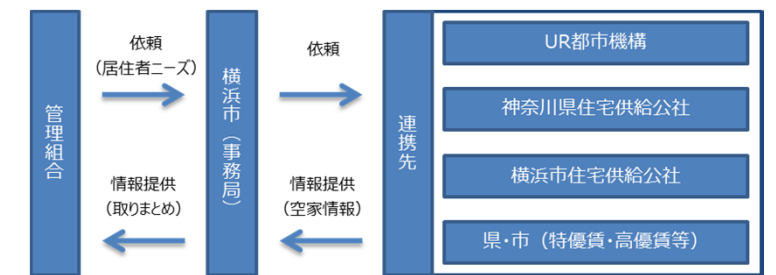 管理組合
依頼
（居住者ニーズ）
情報提供
（取りまとめ）
横浜市（事務局）
依頼
情報提供
（空家情報）
連携先
UR都市機構
神奈川県住宅供給公社
横浜市住宅供給公社
県・市（特優賃・高優賃等）